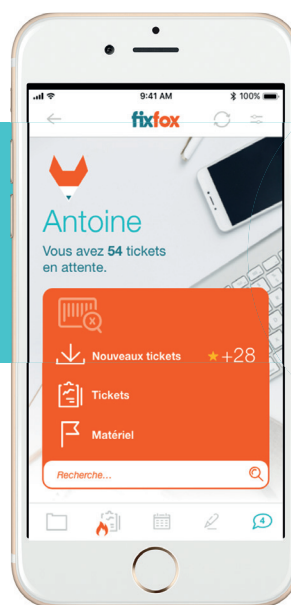 9:41 AM
100%
fixfox
Antoine
Vous avez 54 tickets
en attente.
Nouveaux tickets
+28
Tickets
Matériel
Recherche...
4